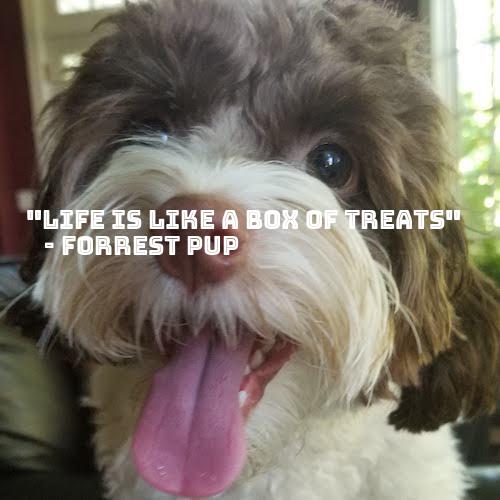 "LIFE IS LIKE A BOX OF TREATS"
- FORREST PUP